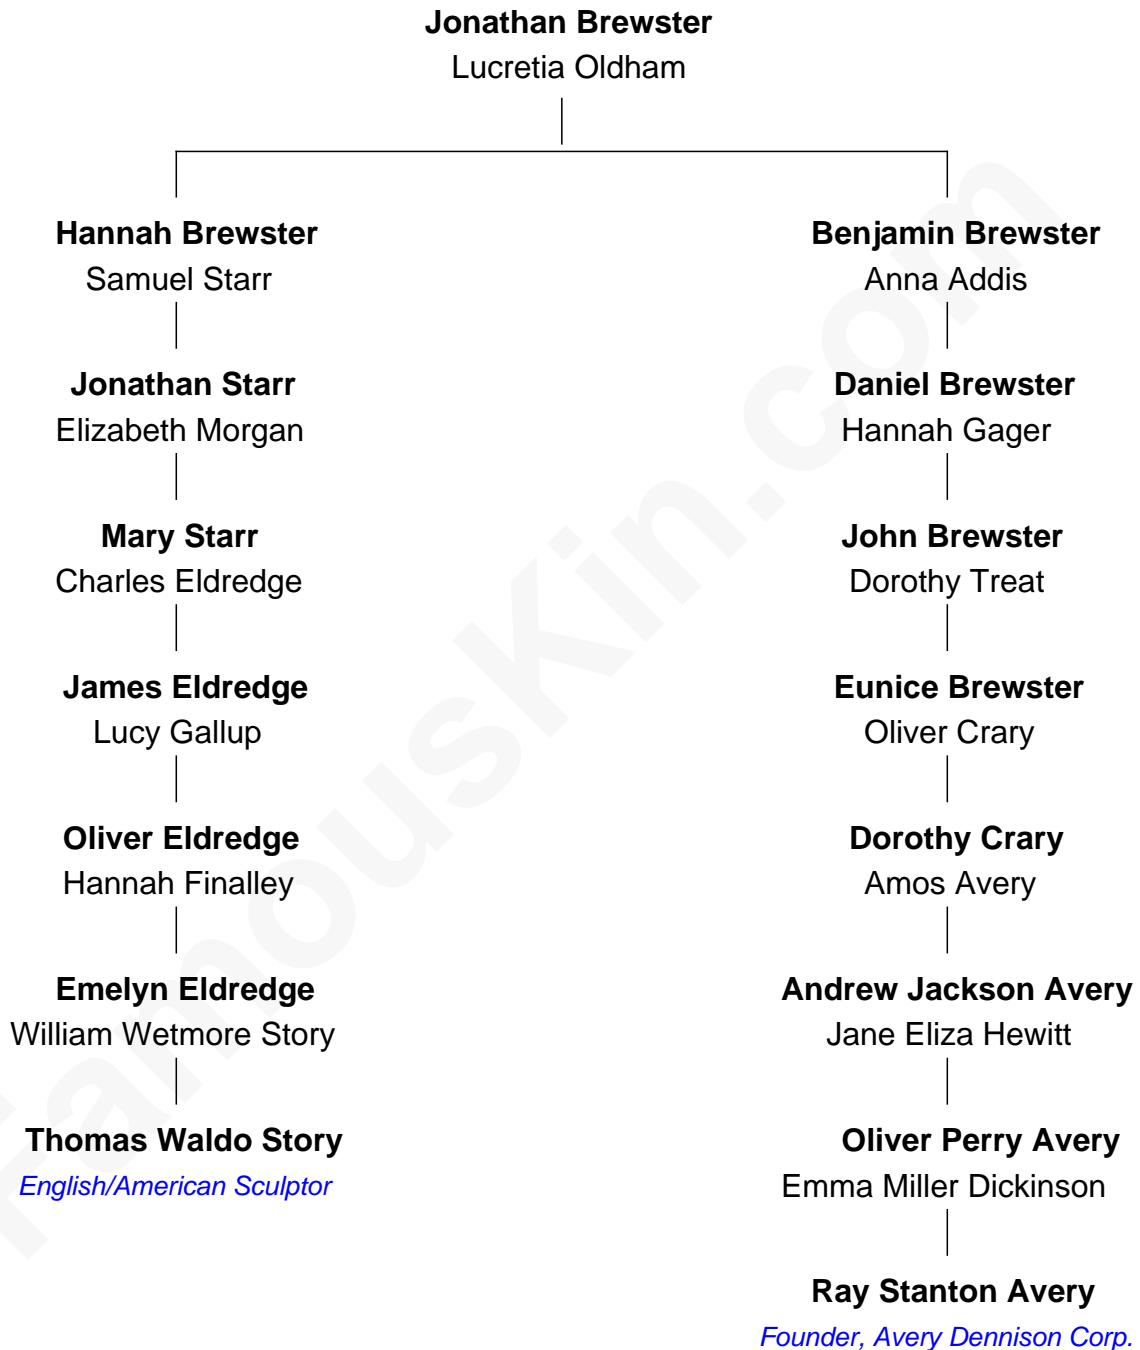 Jonathan Brewster
Lucretia Oldham
Hannah Brewster
Samuel Starr
Jonathan Starr
Elizabeth Morgan
Mary Starr
Charles Eldredge
James Eldredge
Lucy Gallup
Oliver Eldredge
Hannah Finalley
Emelyn Eldredge
William Wetmore Story
Thomas Waldo Story
English/American Sculptor
Benjamin Brewster
Anna Addis
Daniel Brewster
Hannah Gager
John Brewster
Dorothy Treat
Eunice Brewster
Oliver Crary
Dorothy Crary
Amos Avery
Andrew Jackson Avery
Jane Eliza Hewitt
Oliver Perry Avery
Emma Miller Dickinson
Ray Stanton Avery
Founder, Avery Dennison Corp.
FamousKin.com